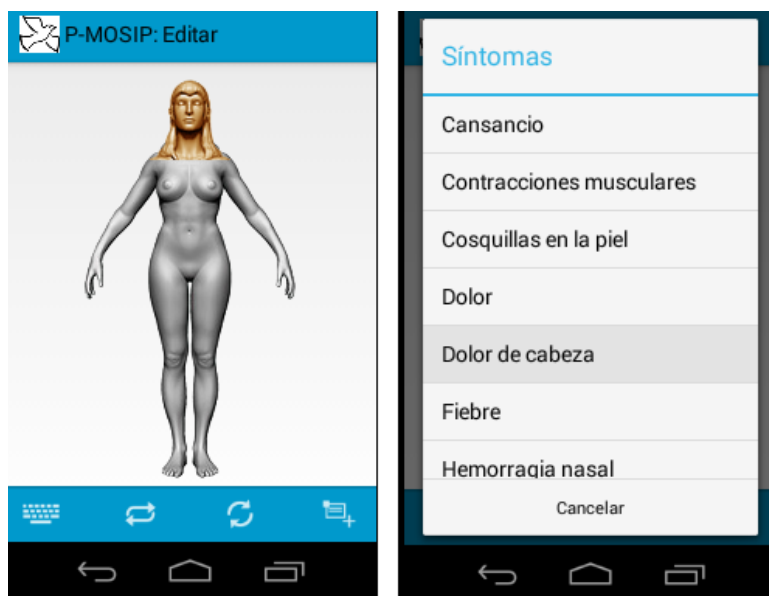 P-MOSIP: Editar
Síntomas
Cansancio
Contracciones musculares
Cosquillas en la piel
Dolor
Dolor de cabeza
Fiebre
Hemorragia nasal
Cancelar